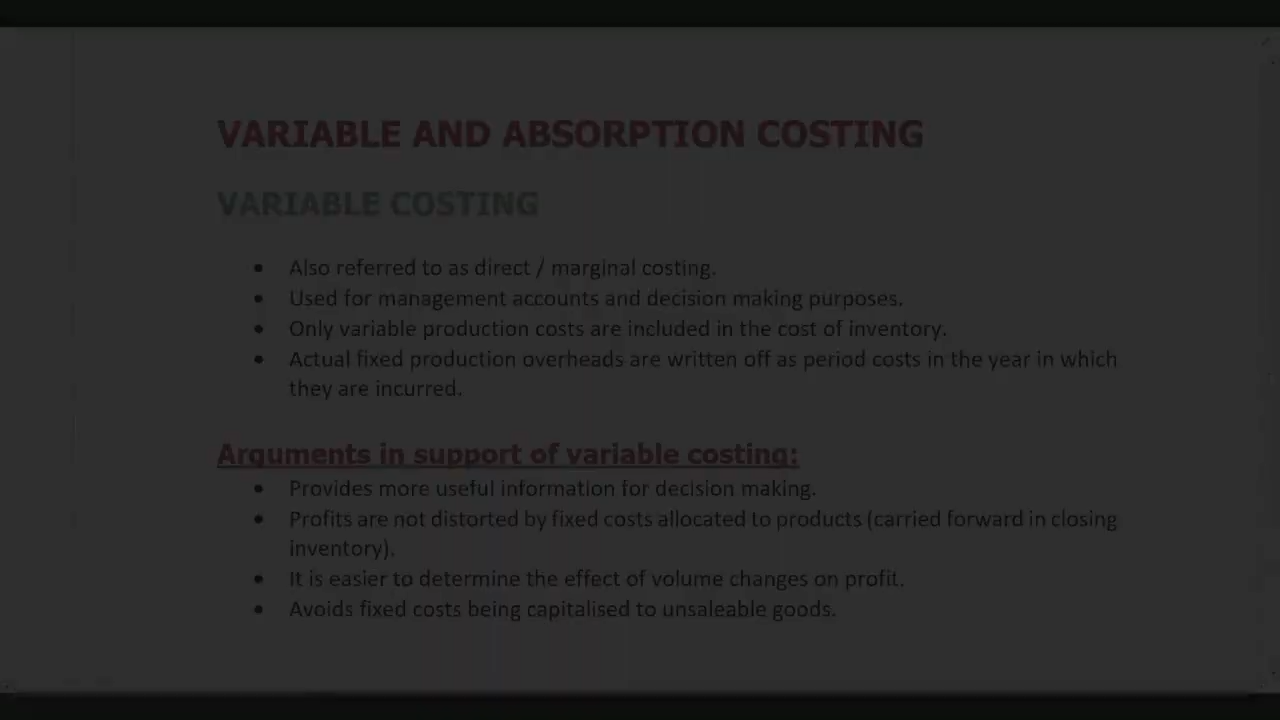 VARIABLE AND ABSORPTION COSTING
VARIABLE COSTING
• Also referred to as direct / marginal costing.
• Used for management accounts and decision making purposes.
• Only variable production costs are included in the cost of inventory.
• Actual fixed production overheads are written off as period costs in the year in which
they are incurred.
Arguments in support of variable costing:
• Provides more useful information for decision making.
• Profits are not distorted by fixed costs allocated to products (carried forward in closing
inventory).
• It is easier to determine the effect of volume changes on profit.
• Avoids fixed costs being capitalised to unsaleable goods.